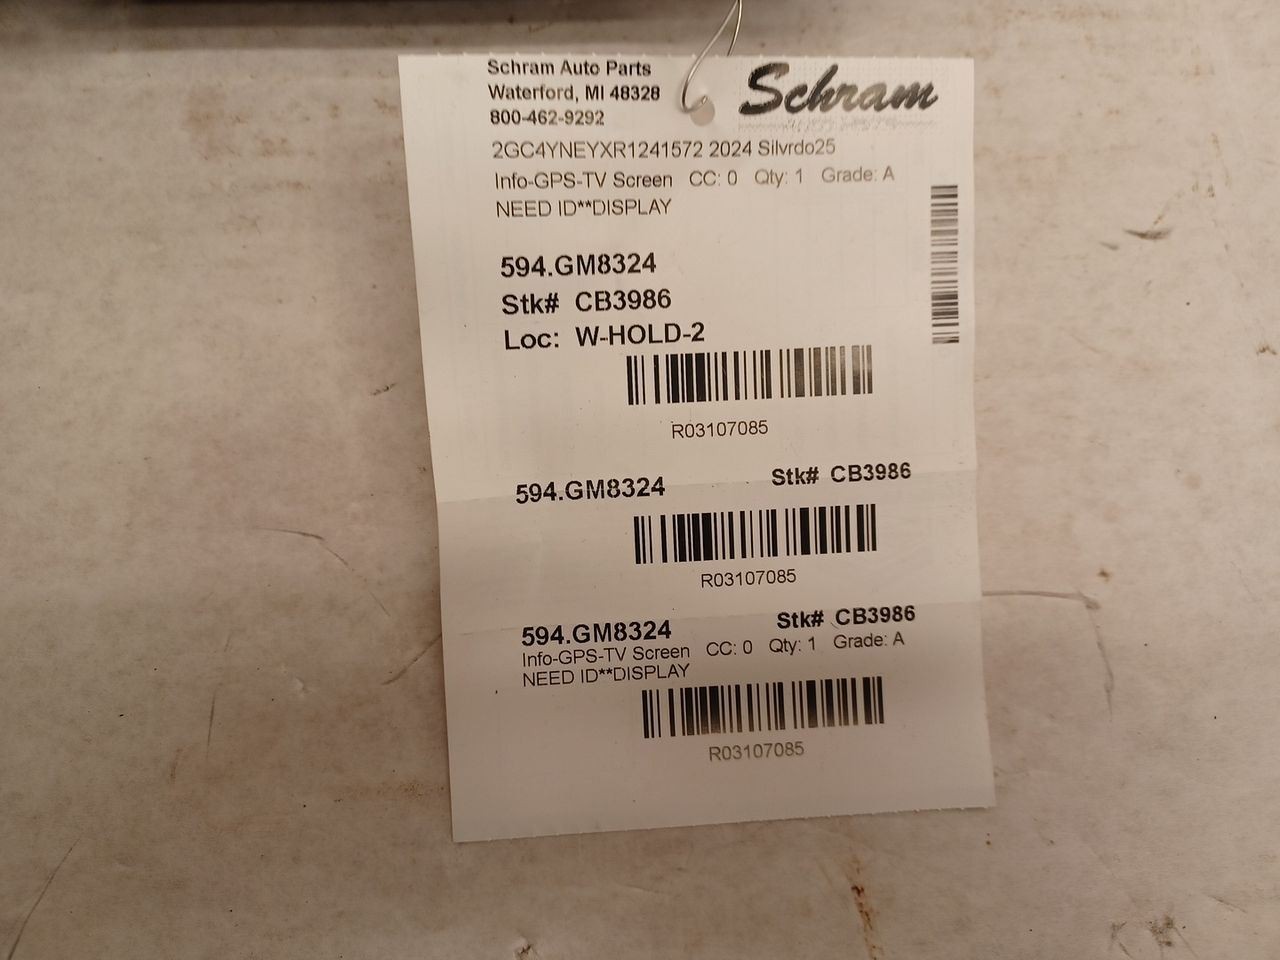 Schram Auto Parts
Waterford, MI 48328
800-462-9292
Schram
2GC4YNEYXR1241572 2024 Silvrdo25
Info-GPS-TV Screen CC: 0 Qty: 1 Grade: A
NEED ID**DISPLAY
594.GM8324
Stk# CB3986
Loc: W-HOLD-2
R03107085
594.GM8324 Stk# CB3986
R03107085
594.GM8324 Stk# CB3986
Info-GPS-TV Screen CC: 0 Qty: 1 Grade: A
NEED ID**DISPLAY
R03107085